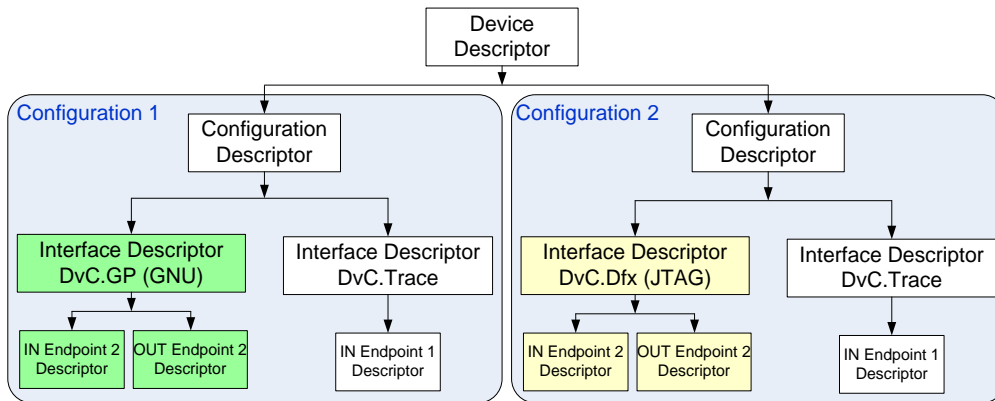 Device
Descriptor
Configuration 1
Configuration
Descriptor
Interface Descriptor
DvC.GP (GNU)
Interface Descriptor
DvC.Trace
IN Endpoint 2
Descriptor
OUT Endpoint 2
Descriptor
IN Endpoint 1
Descriptor
Configuration 2
Configuration
Descriptor
Interface Descriptor
DvC.Dfx (JTAG)
Interface Descriptor
DvC.Trace
IN Endpoint 2
Descriptor
OUT Endpoint 2
Descriptor
IN Endpoint 1
Descriptor